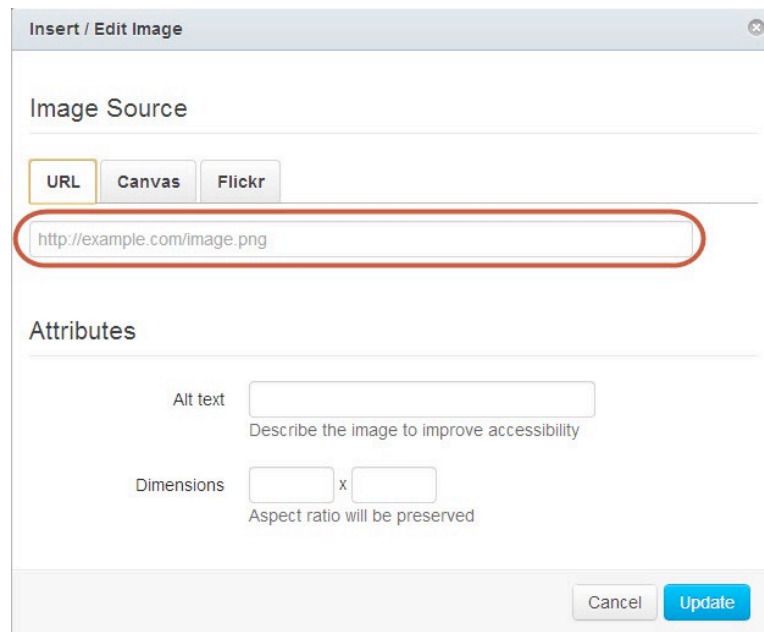 Insert / Edit Image
Image Source
URL Canvas Flickr
http://example.com/image.png
Attributes
Alt text
Describe the image to improve accessibility
Dimensions x
Aspect ratio will be preserved
Cancel Update